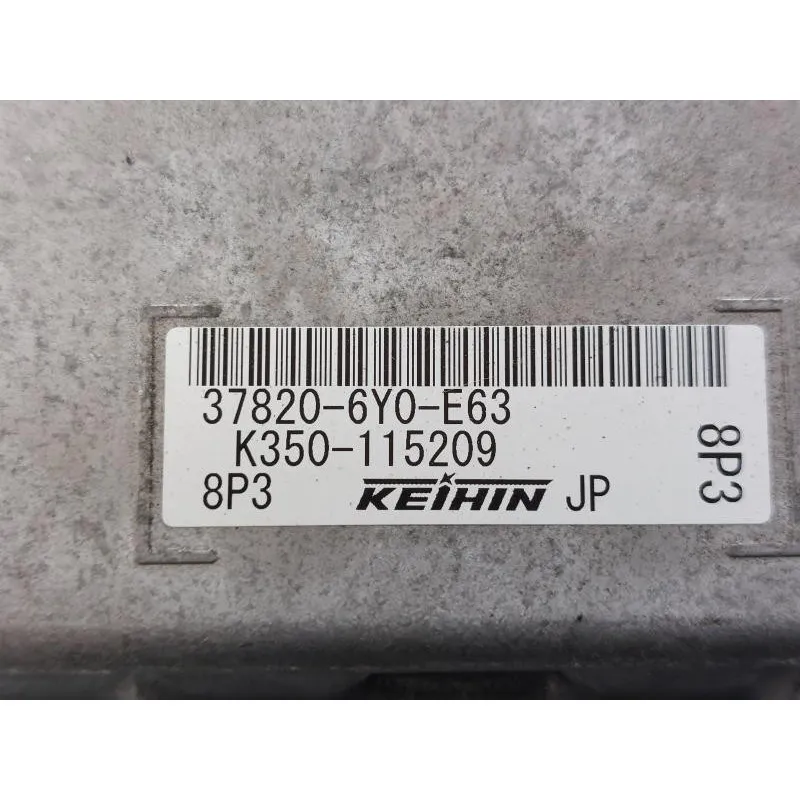 37820-6Y0-E63
K350-115209
8P3 KEIHIN JP
8P3